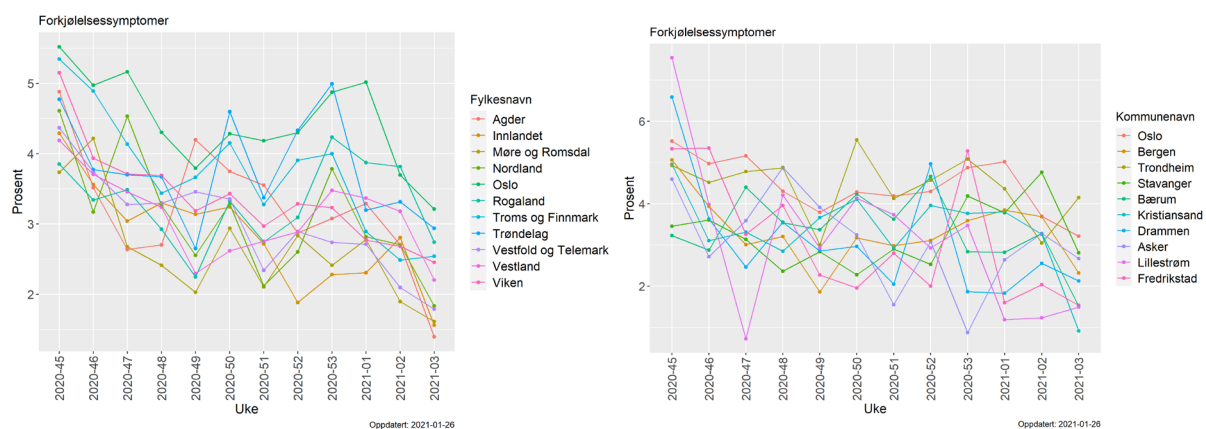 Forkjølelsessymptomer
Prosent
5
4
3
2
2020-45
2020-46
2020-47
2020-48
2020-49
2020-50
2020-51
2020-52
2020-53
2021-01
2021-02
2021-03
Uke
Oppdatert: 2021-01-26
Fylkesnavn
Agder
Innlandet
Møre og Romsdal
Nordland
Oslo
Rogaland
Troms og Finnmark
Trøndelag
Vestfold og Telemark
Vestland
Viken
Forkjølelsessymptomer
Prosent
6
4
2
2020-45
2020-46
2020-47
2020-48
2020-49
2020-50
2020-51
2020-52
2020-53
2021-01
2021-02
2021-03
Uke
Oppdatert: 2021-01-26
Kommunenavn
Oslo
Bergen
Trondheim
Stavanger
Bærum
Kristiansand
Drammen
Asker
Lillestrøm
Fredrikstad